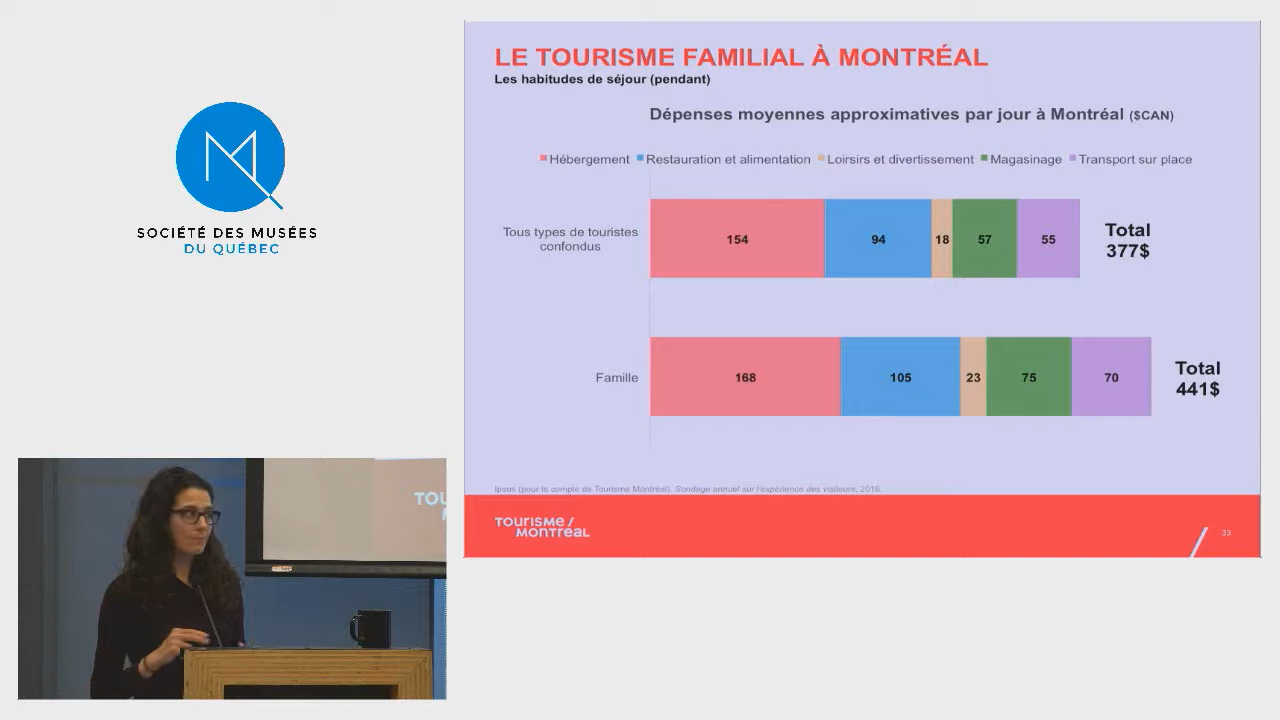 SOCIÉTÉ DES MUSÉES
DU QUÉBEC
LE TOURISME FAMILIAL À MONTRÉAL
Les habitudes de séjour (pendant)
Dépenses moyennes approximatives par jour à Montréal ($CAN)
Hébergement Restauration et alimentation Loirsirs et divertissement Magasinage Transport sur place
Tous types de touristes
confondus
154 94 18 57 55
Total
377$
Famille
168 105 23 75 70
Total
441$
Ipsos (pour le compte de Tourisme Montréal). Sondage annuel sur l'expérience des visiteurs, 2016.
TOURISME /
MONTRÉAL
33
TOU